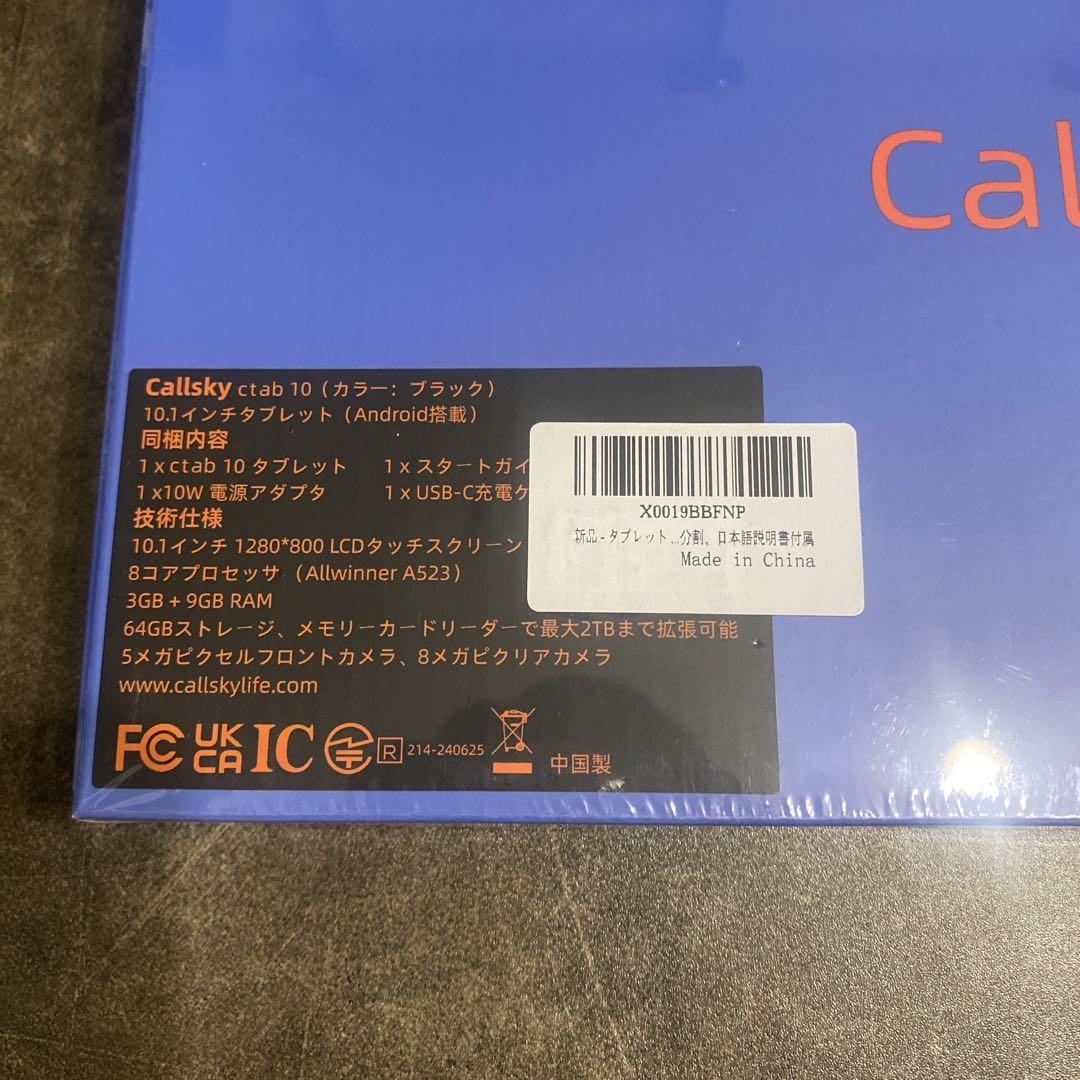 Cal
Callsky ctab 10（カラー：ブラック）
10.1インチタブレット（Android搭載）
同梱内容
1 x ctab 10 タブレット 1 x スタートガイ
1 x10W 電源アダプタ 1 x USB-C充電ケ
技術仕様
10.1インチ 1280*800 LCDタッチスクリーン
8コアプロセッサ （Allwinner A523）
3GB + 9GB RAM
64GBストレージ、メモリーカードリーダーで最大2TBまで拡張可能
5メガピクセルフロントカメラ、8メガピクリアカメラ
www.callskylife.com
FC UK CA IC R 214-240625 中国製
X0019BBFNP
新品 - タブレット ...分割、日本語説明書付属
Made in China